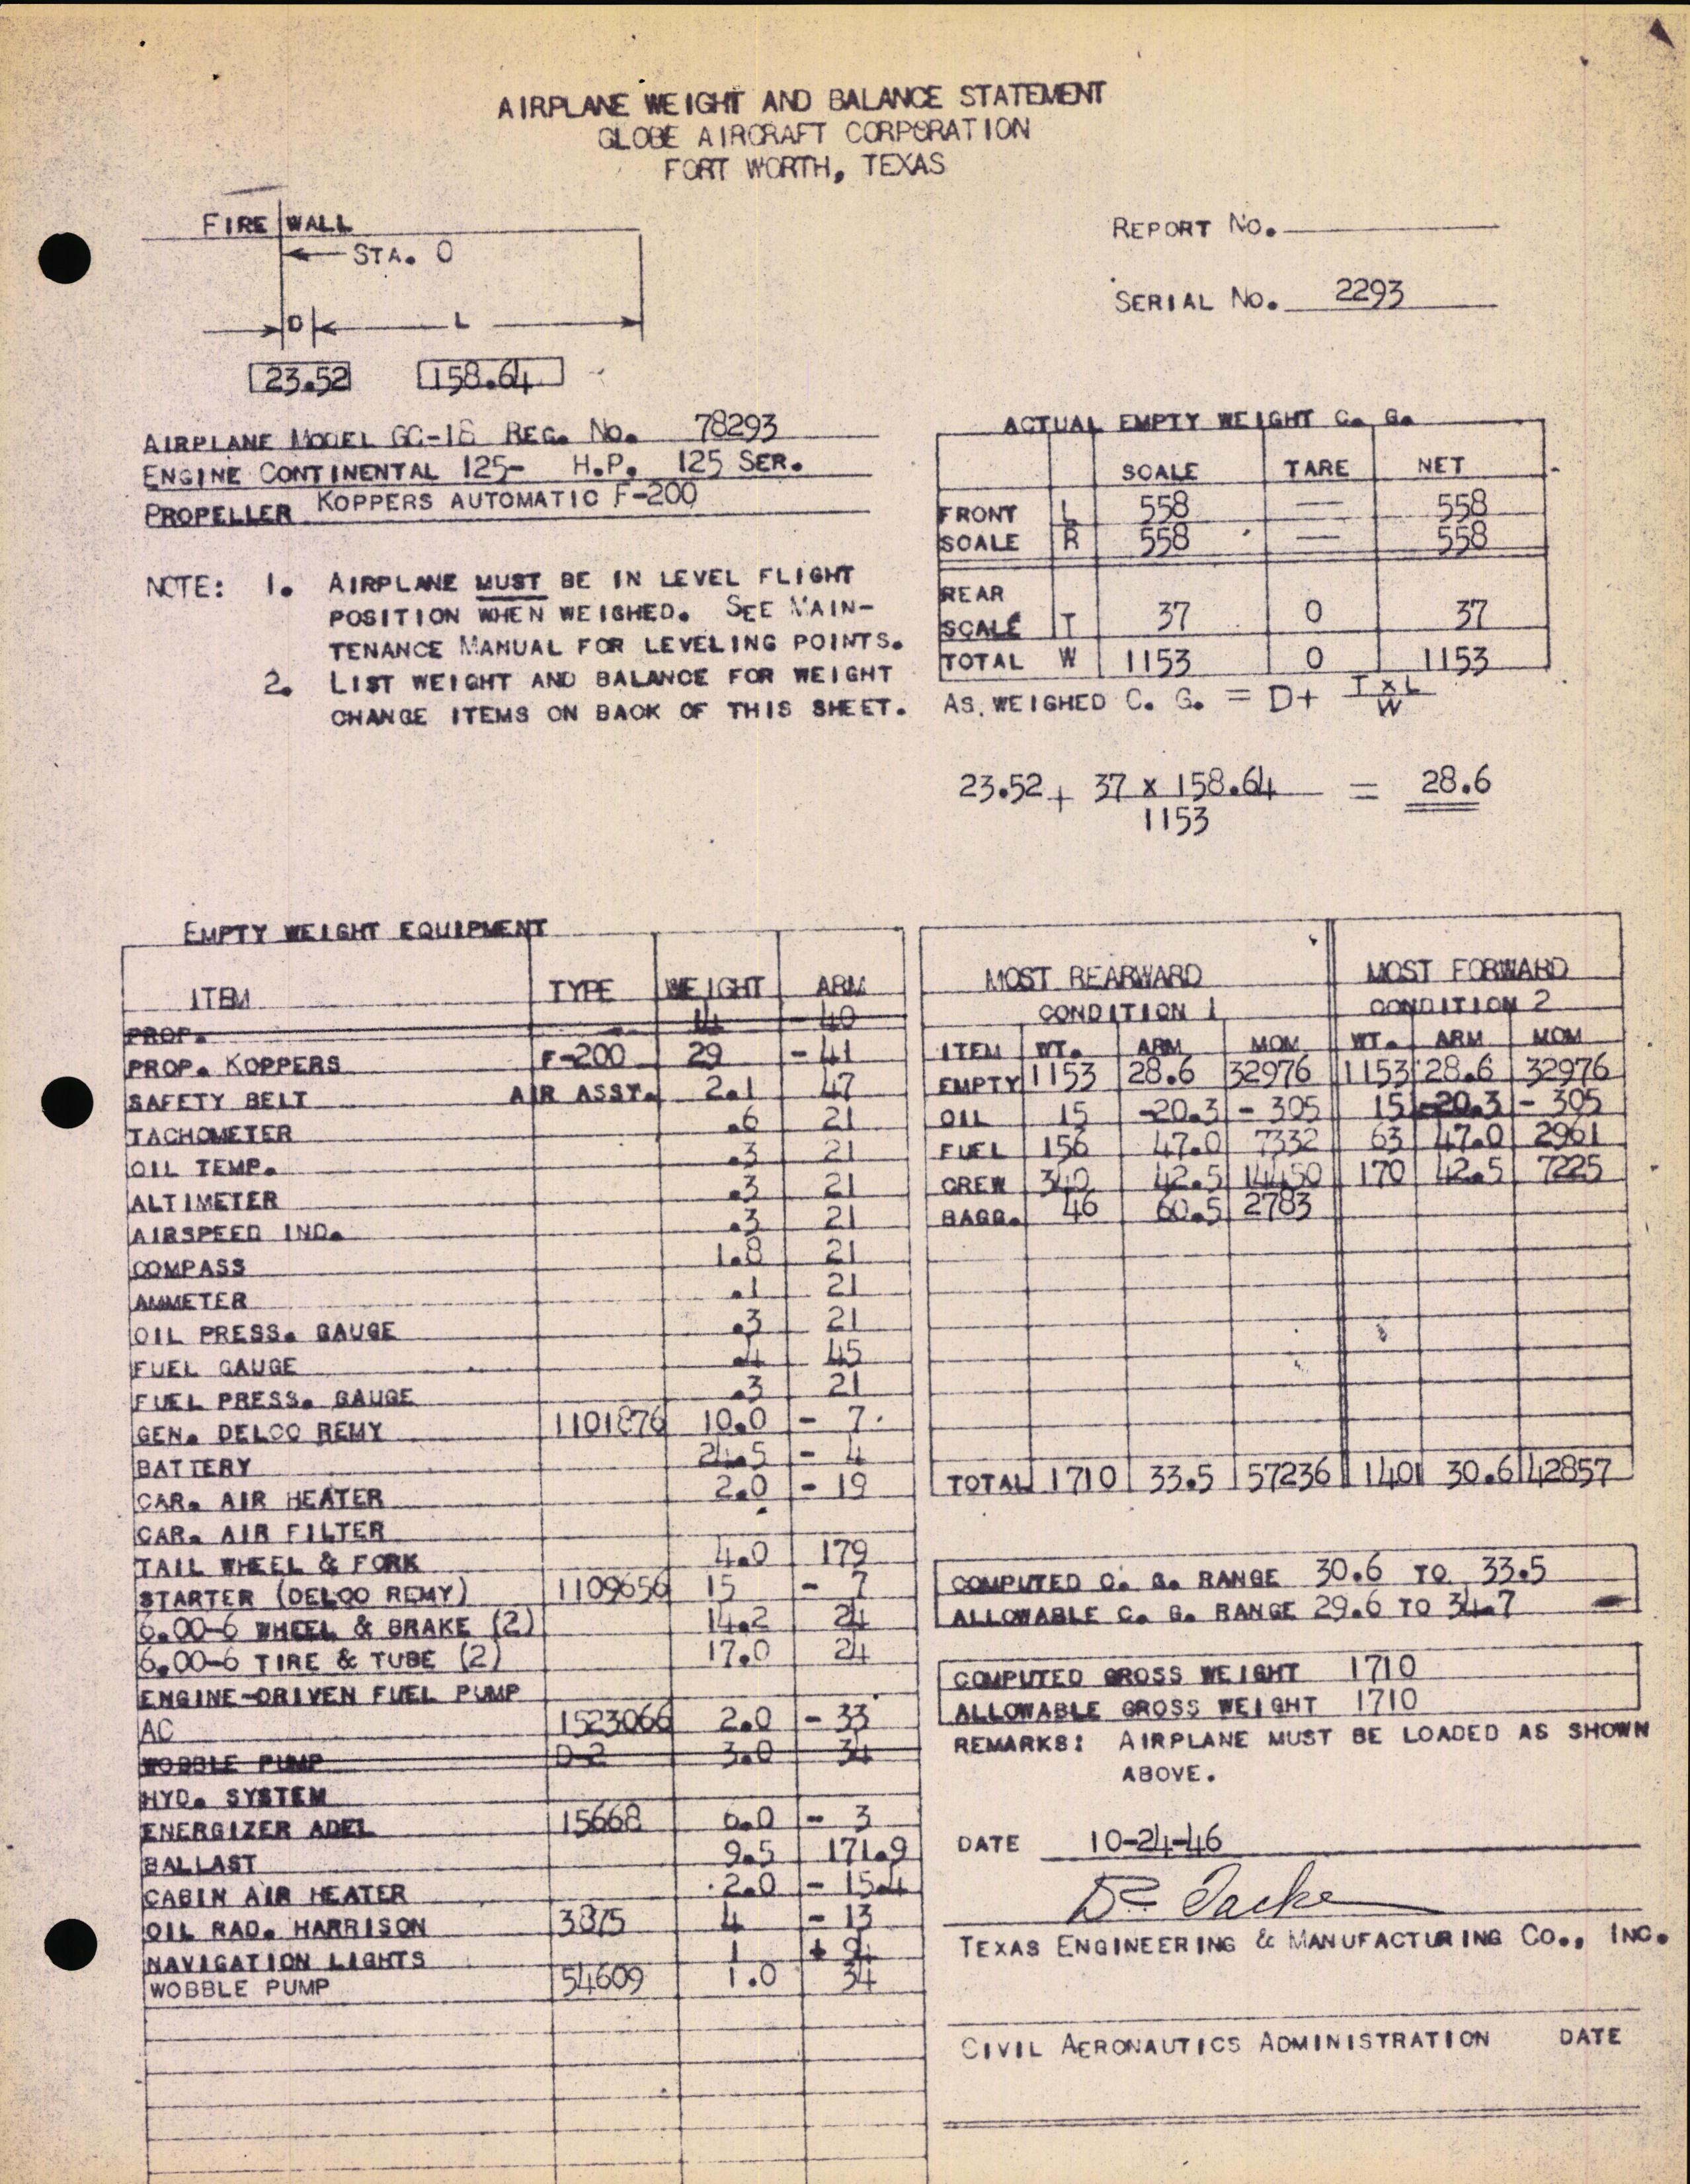 AIRPLANE WEIGHT AND BALANCE STATEMENT
GLOBE AIRCRAFT CORPORATION
FORT WORTH, TEXAS
FIRE WALL
STA. O
D L
23.52 158.64
REPORT NO.
SERIAL NO. 2293
AIRPLANE MODEL GC-1B REG. NO. 78293
ENGINE CONTINENTAL 125- H.P. 125 SER.
PROPELLER KOPPERS AUTOMATIC F-200
NOTE: 1. AIRPLANE MUST BE IN LEVEL FLIGHT
POSITION WHEN WEIGHED. SEE MAIN-
TENANCE MANUAL FOR LEVELING POINTS.
2. LIST WEIGHT AND BALANCE FOR WEIGHT
CHANGE ITEMS ON BACK OF THIS SHEET.
ACTUAL EMPTY WEIGHT C. G.
SCALE TARE NET
FRONT L 558 — 558
SCALE R 558 — 558
REAR
SCALE T 37 0 37
TOTAL W 1153 0 1153
AS WEIGHED C. G. = D+ T x L
W
23.52 + 37 x 158.64 = 28.6
1153
EMPTY WEIGHT EQUIPMENT
ITEM TYPE WEIGHT ARM
PROP. 14 -40
PROP. KOPPERS F-200 29 -41
SAFETY BELT AIR ASSY. 2.1 47
TACHOMETER .6 21
OIL TEMP. .3 21
ALTIMETER .3 21
AIRSPEED IND. .3 21
COMPASS 1.8 21
AMMETER .1 21
OIL PRESS. GAUGE .3 21
FUEL GAUGE .4 45
FUEL PRESS. GAUGE .3 21
GEN. DELCO REMY 1101876 10.0 - 7
BATTERY 24.5 - 4
CAR. AIR HEATER 2.0 - 19
CAR. AIR FILTER
TAIL WHEEL & FORK 4.0 179
STARTER (DELCO REMY) 1109656 15 - 7
6.00-6 WHEEL & BRAKE (2) 14.2 24
6.00-6 TIRE & TUBE (2) 17.0 24
ENGINE-DRIVEN FUEL PUMP
AC 1523066 2.0 - 33
WOBBLE PUMP D-2 3.0 34
HYD. SYSTEM
ENERGIZER ADEL 15668 6.0 - 3
BALLAST 9.5 171.9
CABIN AIR HEATER 2.0 - 15.4
OIL RAD. HARRISON 3875 4 - 13
NAVIGATION LIGHTS 1
WOBBLE PUMP 54609 1.0 34
MOST REARWARD MOST FORWARD
CONDITION 1 CONDITION 2
ITEM WT. ARM MOM WT. ARM MOM
EMPTY 1153 28.6 32976 1153 28.6 32976
OIL 15 -20.3 - 305 15 -20.3 - 305
FUEL 156 47.0 7332 63 47.0 2961
CREW 340 42.5 14450 170 42.5 7225
BAGG. 46 60.5 2783
TOTAL 1710 33.5 57236 1401 30.6 42857
COMPUTED C. G. RANGE 30.6 TO 33.5
ALLOWABLE C. G. RANGE 29.6 TO 34.7
COMPUTED GROSS WEIGHT 1710
ALLOWABLE GROSS WEIGHT 1710
REMARKS: AIRPLANE MUST BE LOADED AS SHOWN
ABOVE.
DATE 10-24-46
TEXAS ENGINEERING & MANUFACTURING CO., INC.
CIVIL AERONAUTICS ADMINISTRATION DATE